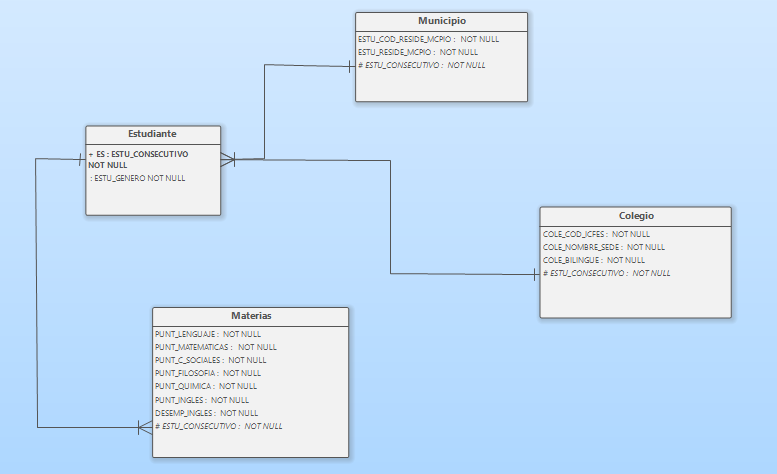 Municipio
ESTU_COD_RESIDE_MCPIO : NOT NULL
ESTU_RESIDE_MCPIO : NOT NULL
# ESTU_CONSECUTIVO : NOT NULL
Estudiante
+ ES : ESTU_CONSECUTIVO
NOT NULL
: ESTU_GENERO NOT NULL
Colegio
COLE_COD_ICFES : NOT NULL
COLE_NOMBRE_SEDE : NOT NULL
COLE_BILINGUE : NOT NULL
# ESTU_CONSECUTIVO : NOT NULL
Materias
PUNT_LENGUAJE : NOT NULL
PUNT_MATEMATICAS : NOT NULL
PUNT_C_SOCIALES : NOT NULL
PUNT_FILOSOFIA : NOT NULL
PUNT_QUIMICA : NOT NULL
PUNT_INGLES : NOT NULL
DESEMP_INGLES : NOT NULL
# ESTU_CONSECUTIVO : NOT NULL